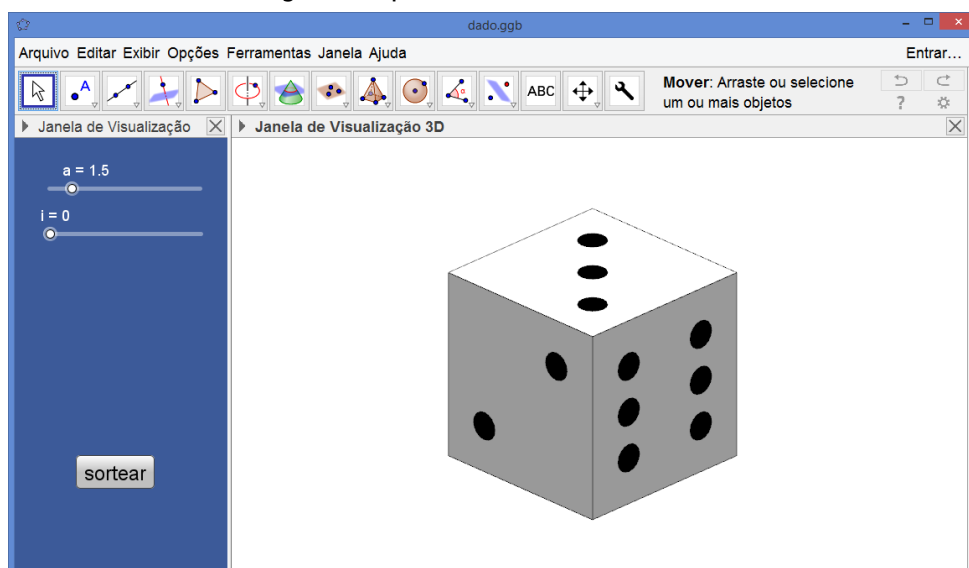 dado.ggb
Arquivo Editar Exibir Opções Ferramentas Janela Ajuda
Entrar...
A
ABC
Mover: Arraste ou selecione
um ou mais objetos
?
Janela de Visualização
Janela de Visualização 3D
a = 1.5
i = 0
sortear